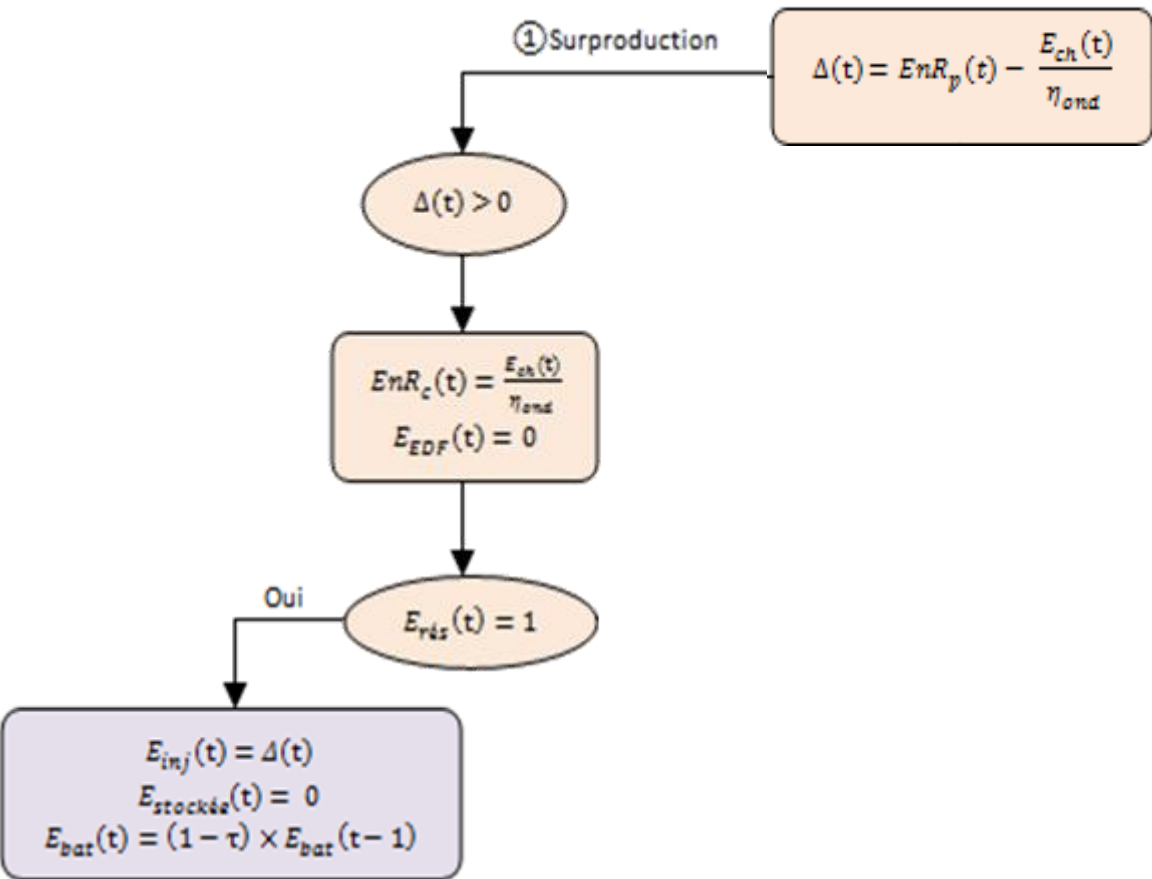 ①Surproduction
Δ(t) = EnR_p(t) − E_ch(t)/η_ond
Δ(t) > 0
EnR_c(t) = E_ch(t)/η_ond
E_EDF(t) = 0
E_rés(t) = 1
Oui
E_inj(t) = Δ(t)
E_stockée(t) = 0
E_bat(t) = (1 − τ) × E_bat(t − 1)